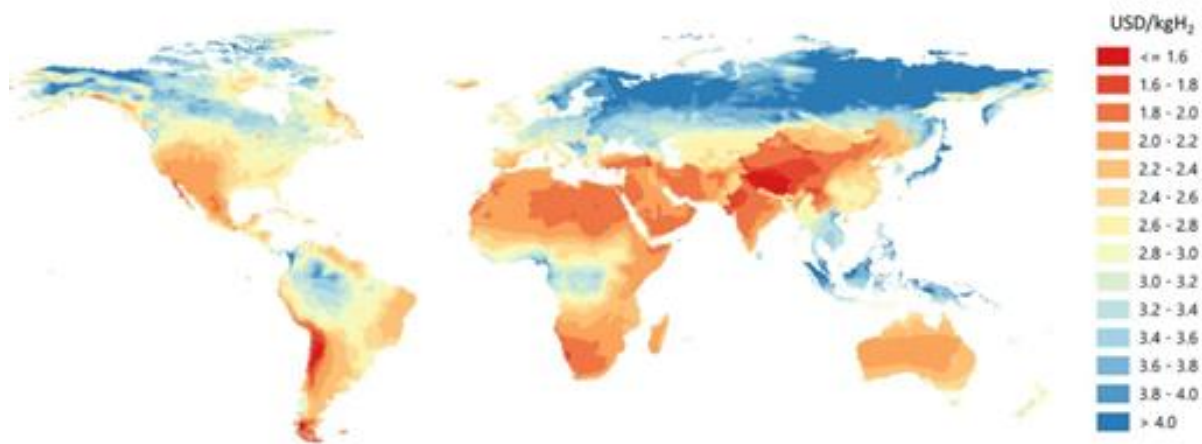 USD/kgH₂
<= 1.6
1.6 - 1.8
1.8 - 2.0
2.0 - 2.2
2.2 - 2.4
2.4 - 2.6
2.6 - 2.8
2.8 - 3.0
3.0 - 3.2
3.2 - 3.4
3.4 - 3.6
3.6 - 3.8
3.8 - 4.0
> 4.0